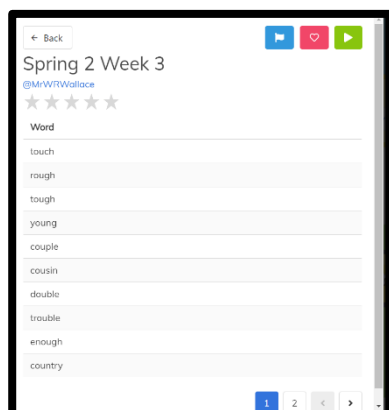 ← Back
Spring 2 Week 3
@MrWRWallace
Word
touch
rough
tough
young
couple
cousin
double
trouble
enough
country
1 2 < >